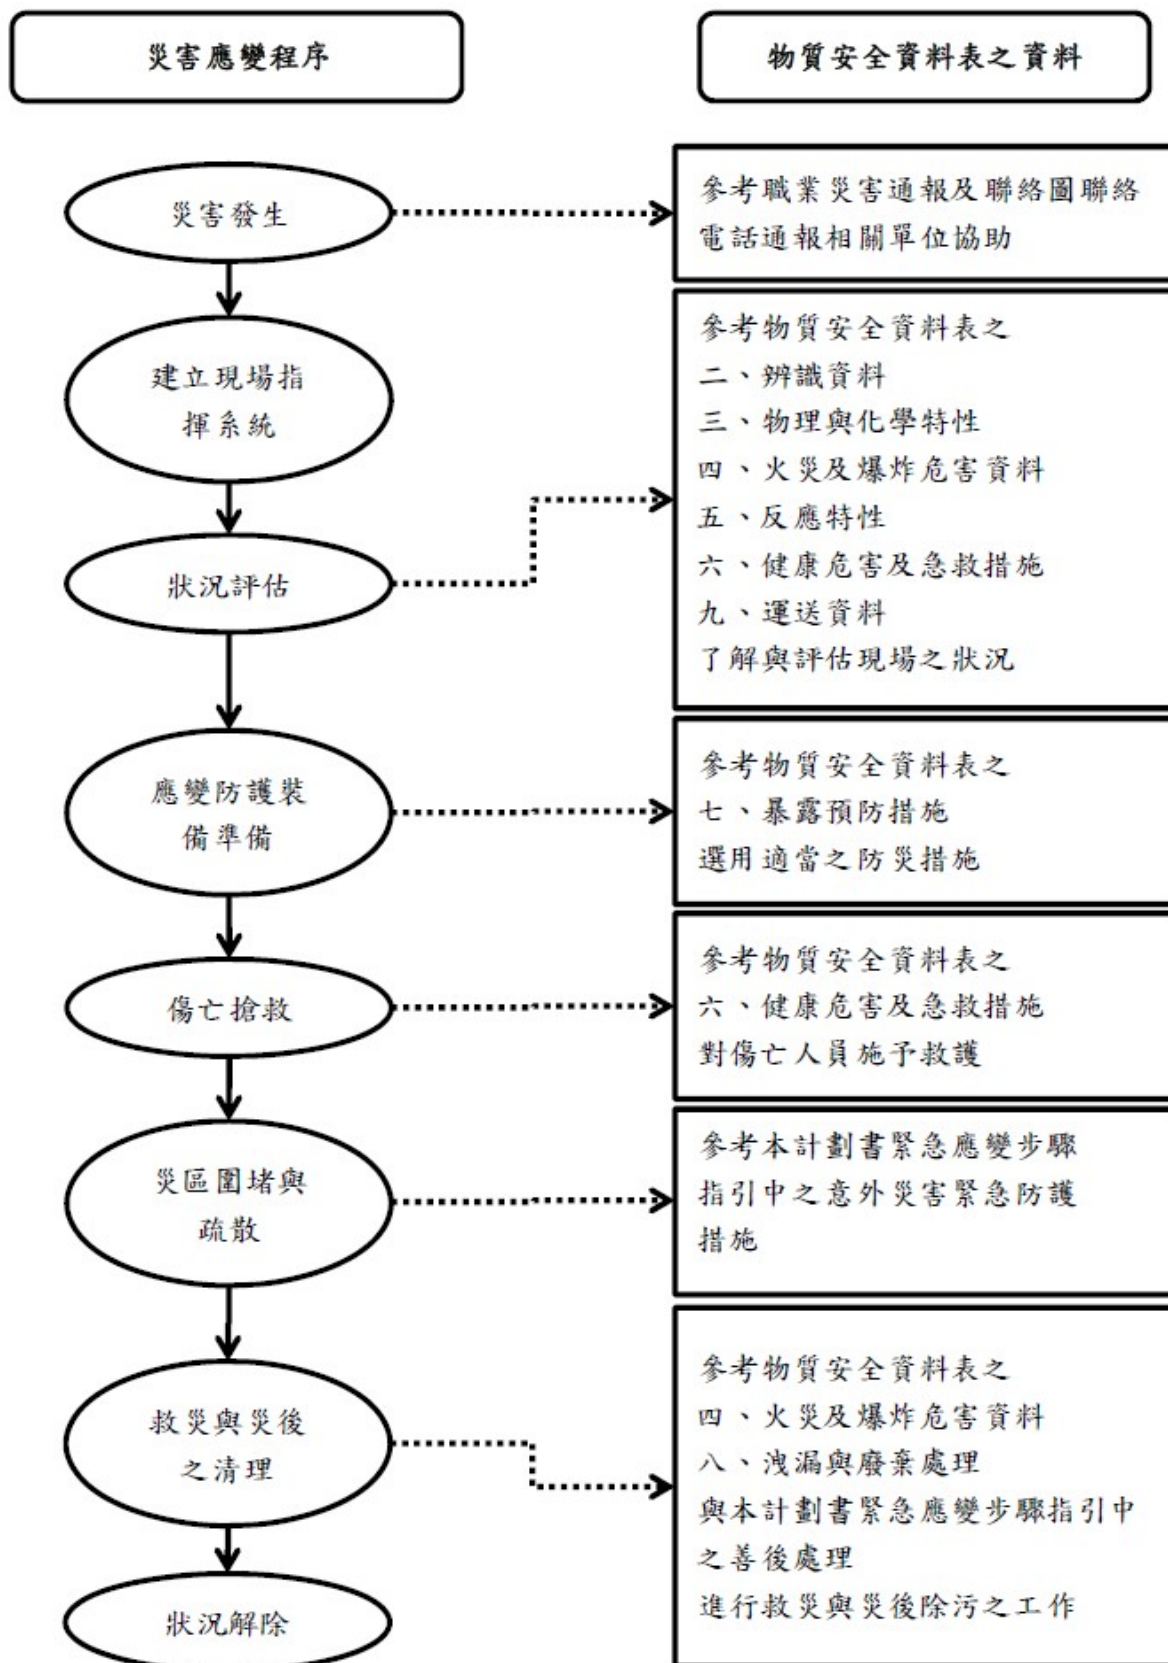 災害應變程序
物質安全資料表之資料
災害發生
參考職業災害通報及聯絡圖聯絡
電話通報相關單位協助
建立現場指
揮系統
狀況評估
參考物質安全資料表之
二、辨識資料
三、物理與化學特性
四、火災及爆炸危害資料
五、反應特性
六、健康危害及急救措施
九、運送資料
了解與評估現場之狀況
應變防護裝
備準備
參考物質安全資料表之
七、暴露預防措施
選用適當之防災措施
傷亡搶救
參考物質安全資料表之
六、健康危害及急救措施
對傷亡人員施予救護
災區圍堵與
疏散
參考本計劃書緊急應變步驟
指引中之意外災害緊急防護
措施
救災與災後
之清理
參考物質安全資料表之
四、火災及爆炸危害資料
八、洩漏與廢棄處理
與本計劃書緊急應變步驟指引中
之善後處理
進行救災與災後除污之工作
狀況解除